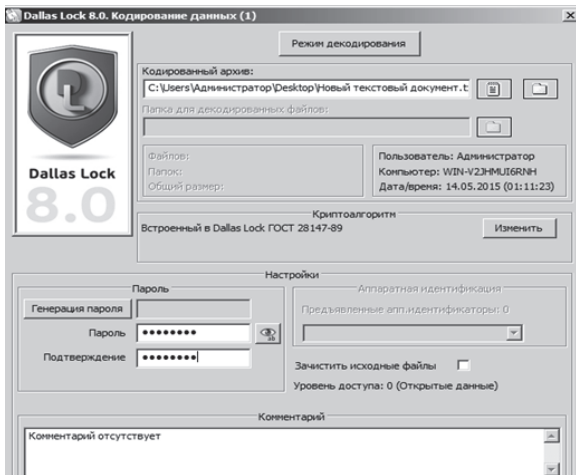 Dallas Lock 8.0. Кодирование данных (1)
Режим декодирования
Кодированный архив:
C:\Users\Администратор\Desktop\Новый текстовый документ.t
Папка для декодированных файлов:
Файлов:
Папок:
Общий размер:
Пользователь: Администратор
Компьютер: WIN-V2JHMUI6RNH
Дата/время: 14.05.2015 (01:11:23)
DL
Dallas Lock
8.0
Криптоалгоритм
Встроенный в Dallas Lock ГОСТ 28147-89
Изменить
Настройки
Пароль
Генерация пароля
Пароль ●●●●●●●●
Подтверждение ●●●●●●●●
Аппаратная идентификация
Предъявленные апп.идентификаторы: 0
Зачистить исходные файлы
Уровень доступа: 0 (Открытые данные)
Комментарий
Комментарий отсутствует